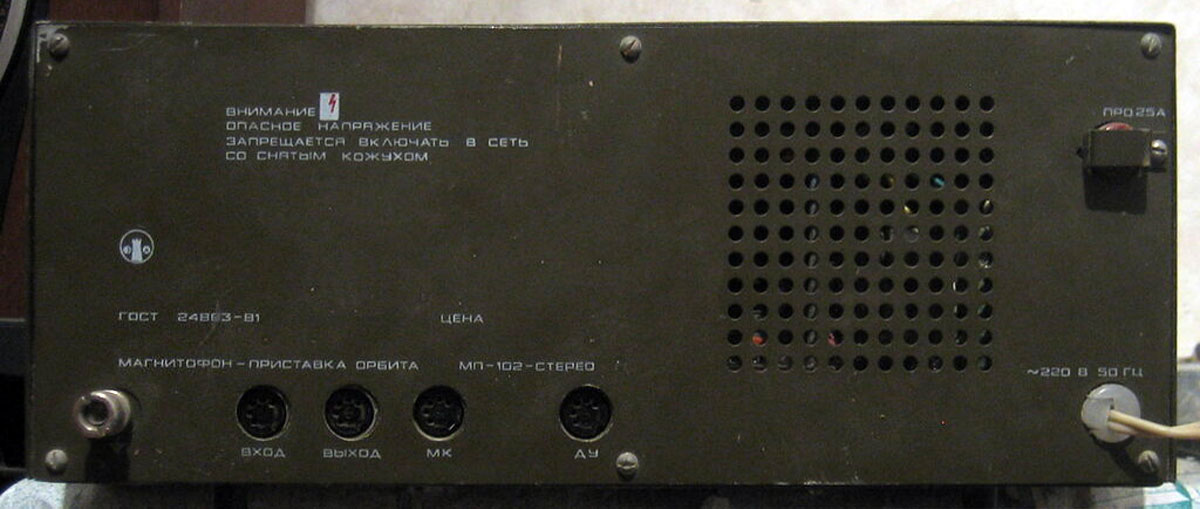 ВНИМАНИЕ
ОПАСНОЕ НАПРЯЖЕНИЕ
ЗАПРЕЩАЕТСЯ ВКЛЮЧАТЬ В СЕТЬ
СО СНЯТЫМ КОЖУХОМ
ПР0.25А
ГОСТ 24863-81
ЦЕНА
МАГНИТОФОН-ПРИСТАВКА ОРБИТА МП-102-СТЕРЕО
~220 В 50 ГЦ
ВХОД
ВЫХОД
МК
ДУ